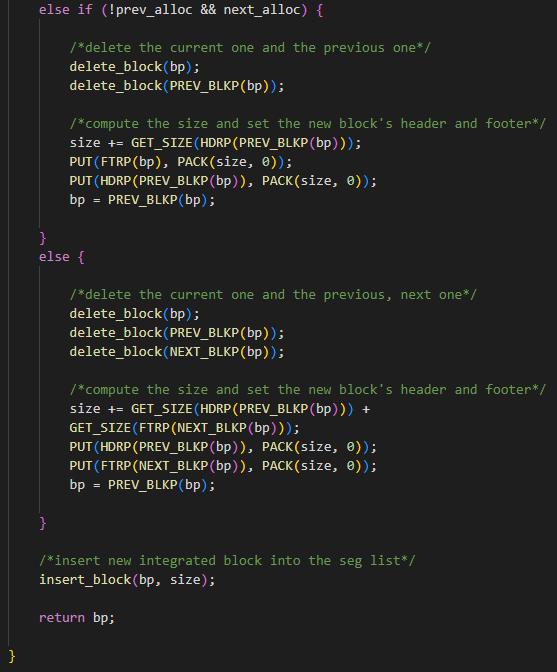 else if (!prev_alloc && next_alloc) {
/*delete the current one and the previous one*/
delete_block(bp);
delete_block(PREV_BLKP(bp));
/*compute the size and set the new block's header and footer*/
size += GET_SIZE(HDRP(PREV_BLKP(bp)));
PUT(FTRP(bp), PACK(size, 0));
PUT(HDRP(PREV_BLKP(bp)), PACK(size, 0));
bp = PREV_BLKP(bp);
}
else {
/*delete the current one and the previous, next one*/
delete_block(bp);
delete_block(PREV_BLKP(bp));
delete_block(NEXT_BLKP(bp));
/*compute the size and set the new block's header and footer*/
size += GET_SIZE(HDRP(PREV_BLKP(bp))) +
GET_SIZE(FTRP(NEXT_BLKP(bp)));
PUT(HDRP(PREV_BLKP(bp)), PACK(size, 0));
PUT(FTRP(NEXT_BLKP(bp)), PACK(size, 0));
bp = PREV_BLKP(bp);
}
/*insert new integrated block into the seg list*/
insert_block(bp, size);
return bp;
}